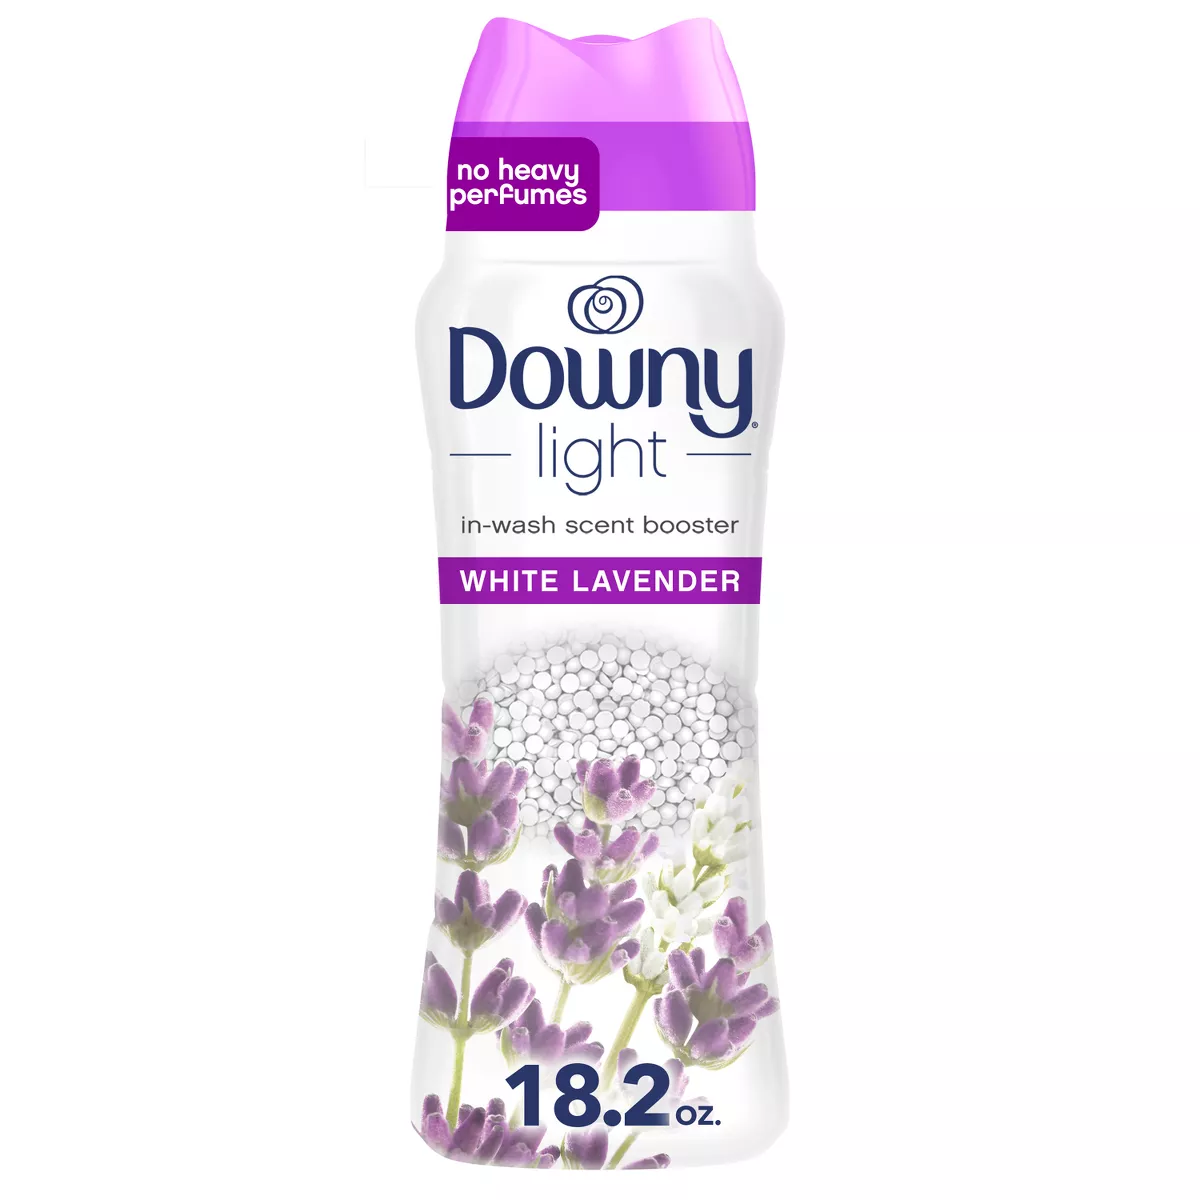 no heavy
perfumes
Downy®
light
in-wash scent booster
WHITE LAVENDER
18.2 OZ.